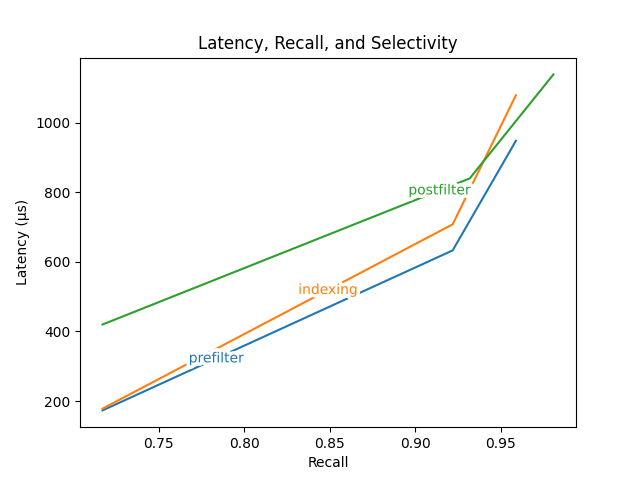 Latency, Recall, and Selectivity
Latency (μs)
1000
800
600
400
200
postfilter
indexing
prefilter
0.75 0.80 0.85 0.90 0.95
Recall